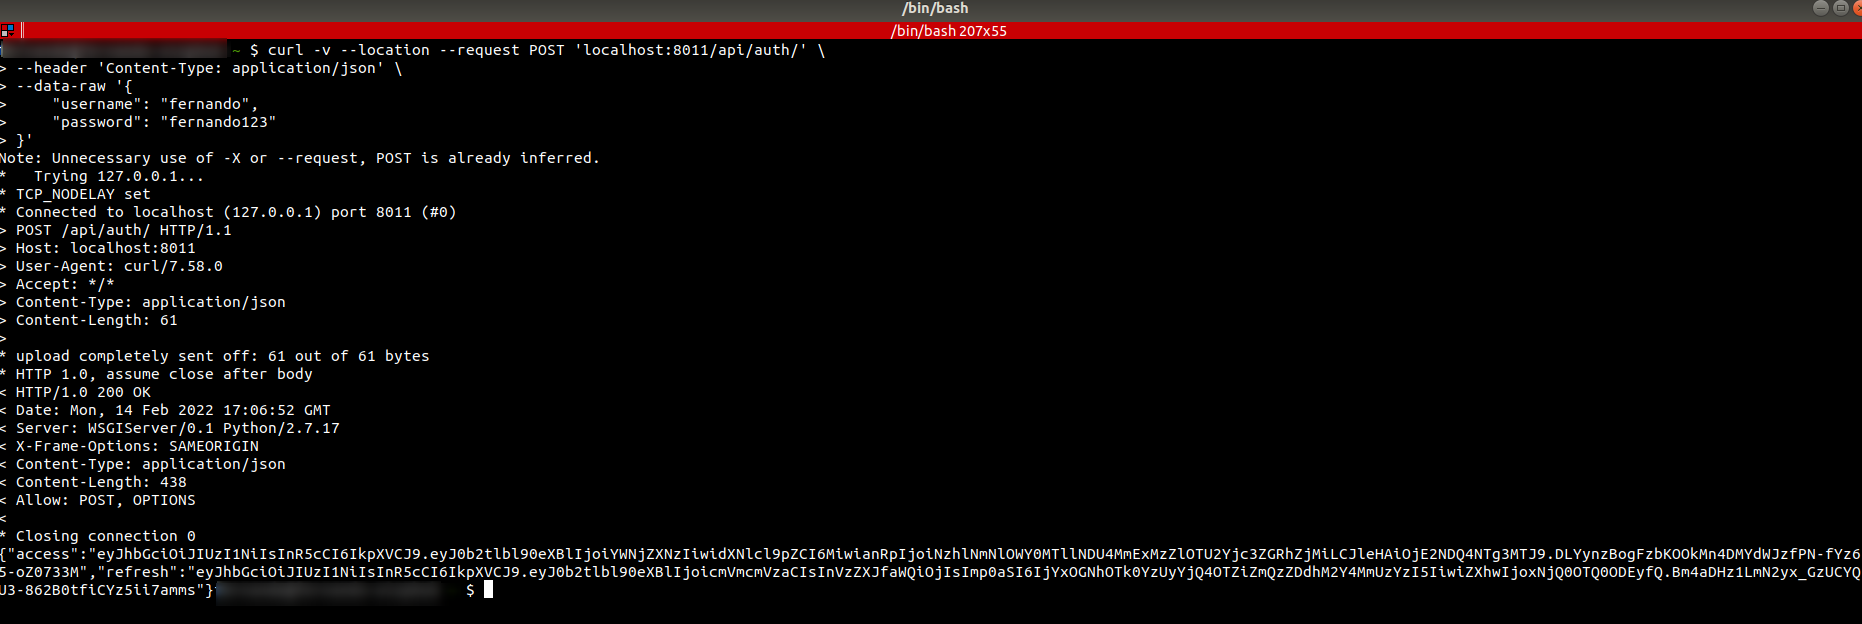 /bin/bash
/bin/bash 207x55
~ $ curl -v --location --request POST 'localhost:8011/api/auth/' \
> --header 'Content-Type: application/json' \
> --data-raw '{
>     "username": "fernando",
>     "password": "fernando123"
> }'
Note: Unnecessary use of -X or --request, POST is already inferred.
*   Trying 127.0.0.1...
* TCP_NODELAY set
* Connected to localhost (127.0.0.1) port 8011 (#0)
> POST /api/auth/ HTTP/1.1
> Host: localhost:8011
> User-Agent: curl/7.58.0
> Accept: */*
> Content-Type: application/json
> Content-Length: 61
>
* upload completely sent off: 61 out of 61 bytes
* HTTP 1.0, assume close after body
< HTTP/1.0 200 OK
< Date: Mon, 14 Feb 2022 17:06:52 GMT
< Server: WSGIServer/0.1 Python/2.7.17
< X-Frame-Options: SAMEORIGIN
< Content-Type: application/json
< Content-Length: 438
< Allow: POST, OPTIONS
<
* Closing connection 0
{"access":"eyJhbGciOiJIUzI1NiIsInR5cCI6IkpXVCJ9.eyJ0b2tlbl90eXBlIjoiYWNjZXNzIiwidXNlcl9pZCI6MiwianRpIjoiNzhlNmNlOWY0MTllNDU4MmExMzZlOTU2Yjc3ZGRhZjMiLCJleHAiOjE2NDQ4NTg3MTJ9.DLYynzBogFzbKOOkMn4DMYdWJzfPN-fYz6
5-oZ0733M","refresh":"eyJhbGciOiJIUzI1NiIsInR5cCI6IkpXVCJ9.eyJ0b2tlbl90eXBlIjoicmVmcmVzaCIsInVzZXJfaWQiOjIsImp0aSI6IjYxOGNhOTk0YzUyYjQ4OTZiZmQzZDdhM2Y4MmUzYzI5IiwiZXhwIjoxNjQ0OTQ0ODEyfQ.Bm4aDHz1LmN2yx_GzUCYQ
U3-862B0tfiCYz5ii7amms"}
$